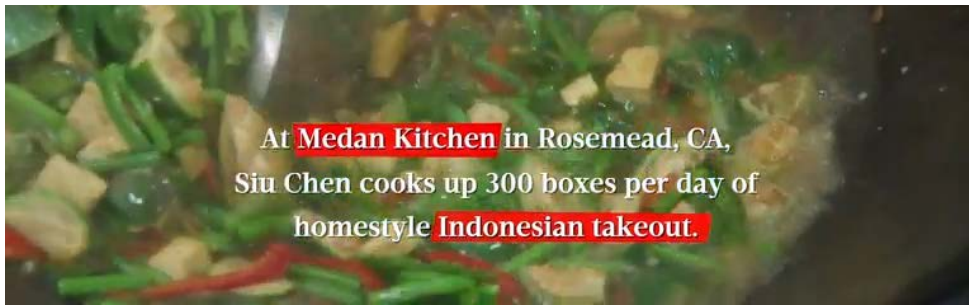 At Medan Kitchen in Rosemead, CA,
Siu Chen cooks up 300 boxes per day of
homestyle Indonesian takeout.